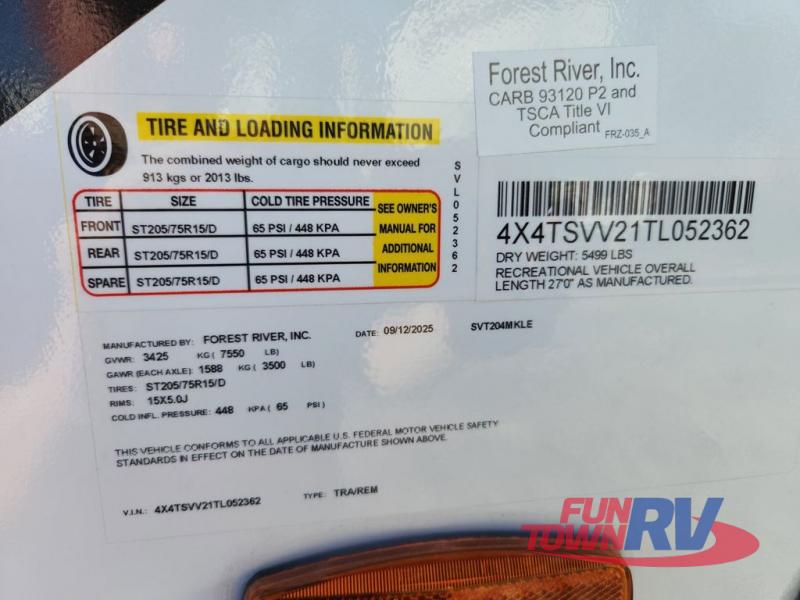 Forest River, Inc.
CARB 93120 P2 and
TSCA Title VI
Compliant
FRZ-035_A
TIRE AND LOADING INFORMATION
The combined weight of cargo should never exceed
913 kgs or 2013 lbs.
TIRE SIZE COLD TIRE PRESSURE
FRONT ST205/75R15/D 65 PSI / 448 KPA
REAR ST205/75R15/D 65 PSI / 448 KPA
SPARE ST205/75R15/D 65 PSI / 448 KPA
SEE OWNER'S
MANUAL FOR
ADDITIONAL
INFORMATION
SVL052362
4X4TSVV21TL052362
DRY WEIGHT: 5499 LBS
RECREATIONAL VEHICLE OVERALL
LENGTH 27'0" AS MANUFACTURED.
MANUFACTURED BY: FOREST RIVER, INC. DATE: 09/12/2025 SVT204MKLE
GVWR: 3425 KG( 7550 LB)
GAWR (EACH AXLE): 1588 KG( 3500 LB)
TIRES: ST205/75R15/D
RIMS: 15X5.0J
COLD INFL. PRESSURE: 448 KPA( 65 PSI)
THIS VEHICLE CONFORMS TO ALL APPLICABLE U.S. FEDERAL MOTOR VEHICLE SAFETY
STANDARDS IN EFFECT ON THE DATE OF MANUFACTURE SHOWN ABOVE.
V.I.N.: 4X4TSVV21TL052362 TYPE: TRA/REM
FUN
TOWN
RV